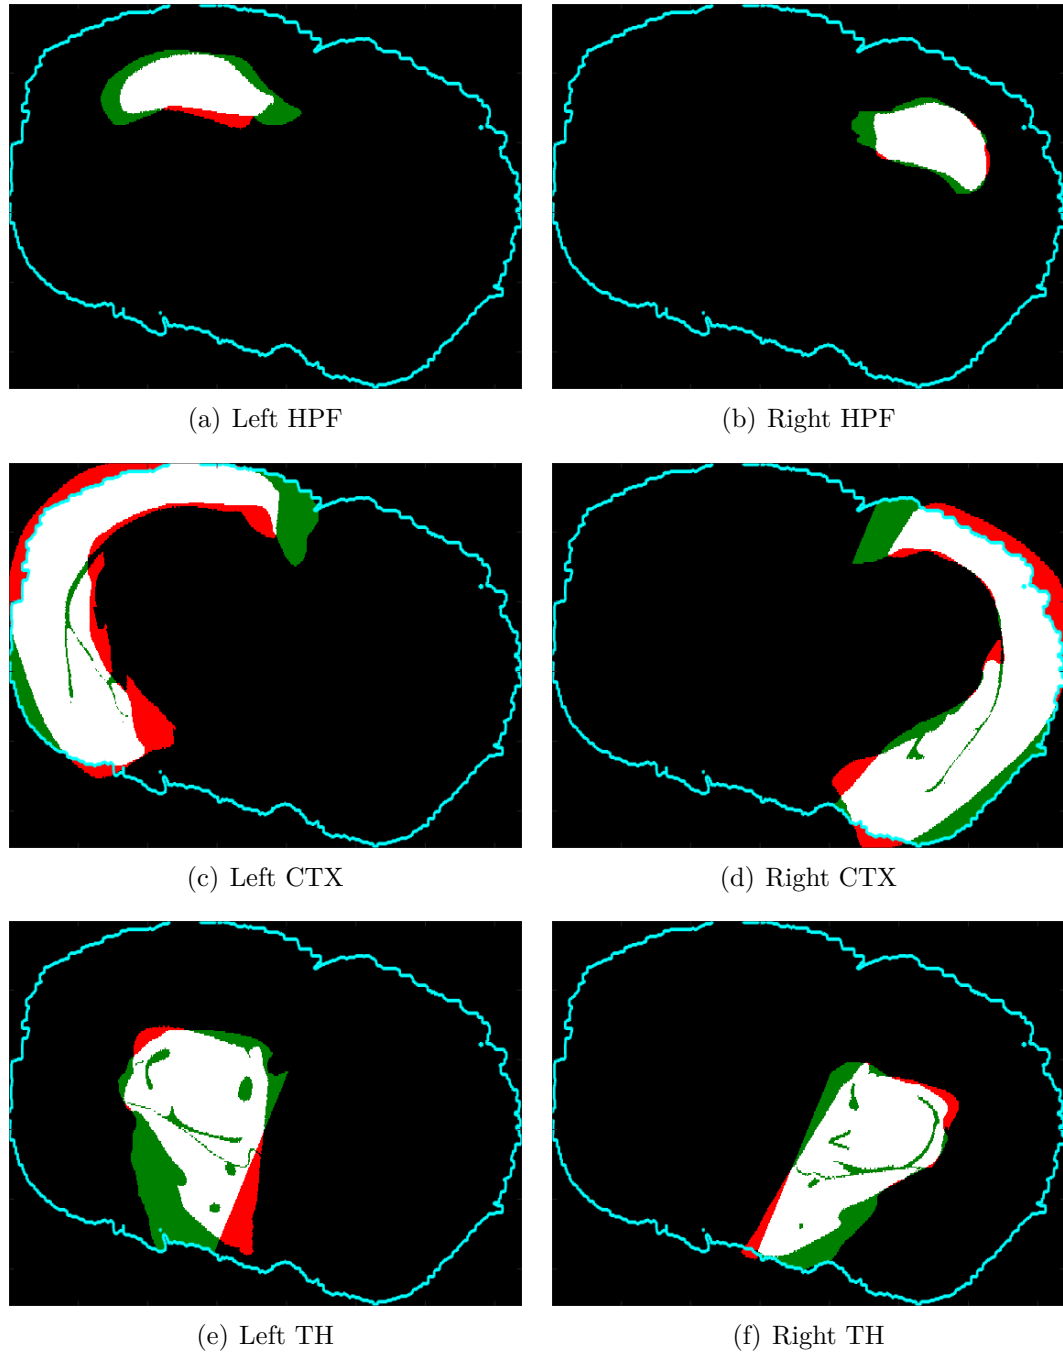 (a) Left HPF
(b) Right HPF
(c) Left CTX
(d) Right CTX
(e) Left TH
(f) Right TH